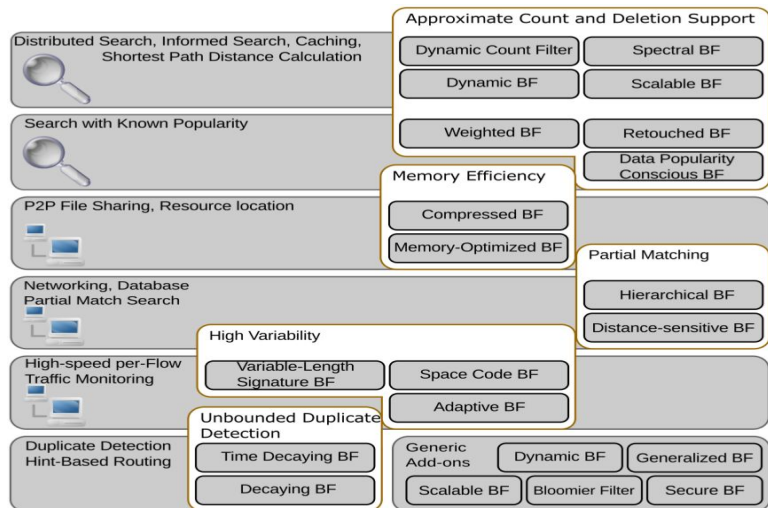 Approximate Count and Deletion Support
Distributed Search, Informed Search, Caching,
Shortest Path Distance Calculation
Dynamic Count Filter
Spectral BF
Dynamic BF
Scalable BF
Search with Known Popularity
Weighted BF
Retouched BF
Data Popularity
Conscious BF
Memory Efficiency
P2P File Sharing, Resource location
Compressed BF
Memory-Optimized BF
Partial Matching
Networking, Database
Partial Match Search
Hierarchical BF
Distance-sensitive BF
High Variability
High-speed per-Flow
Traffic Monitoring
Variable-Length
Signature BF
Space Code BF
Adaptive BF
Unbounded Duplicate
Detection
Duplicate Detection
Hint-Based Routing
Time Decaying BF
Decaying BF
Generic
Add-ons
Dynamic BF
Generalized BF
Scalable BF
Bloomier Filter
Secure BF